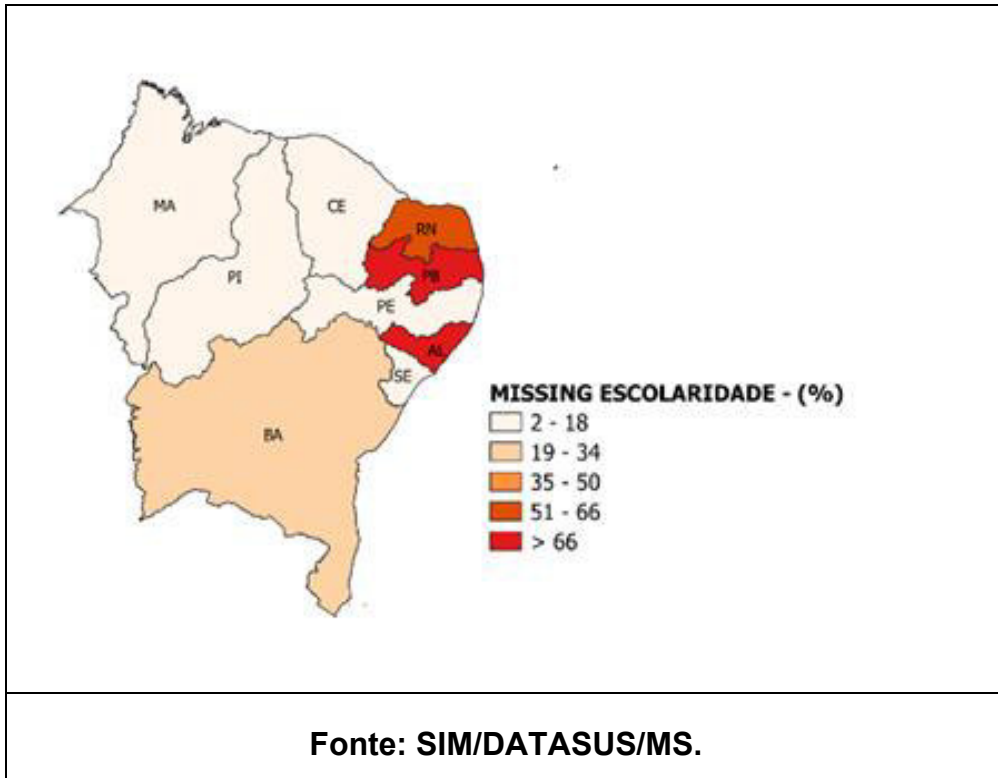 MA
CE
RN
PI
PB
PE
AL
SE
BA
MISSING ESCOLARIDADE - (%)
2 - 18
19 - 34
35 - 50
51 - 66
> 66
Fonte: SIM/DATASUS/MS.